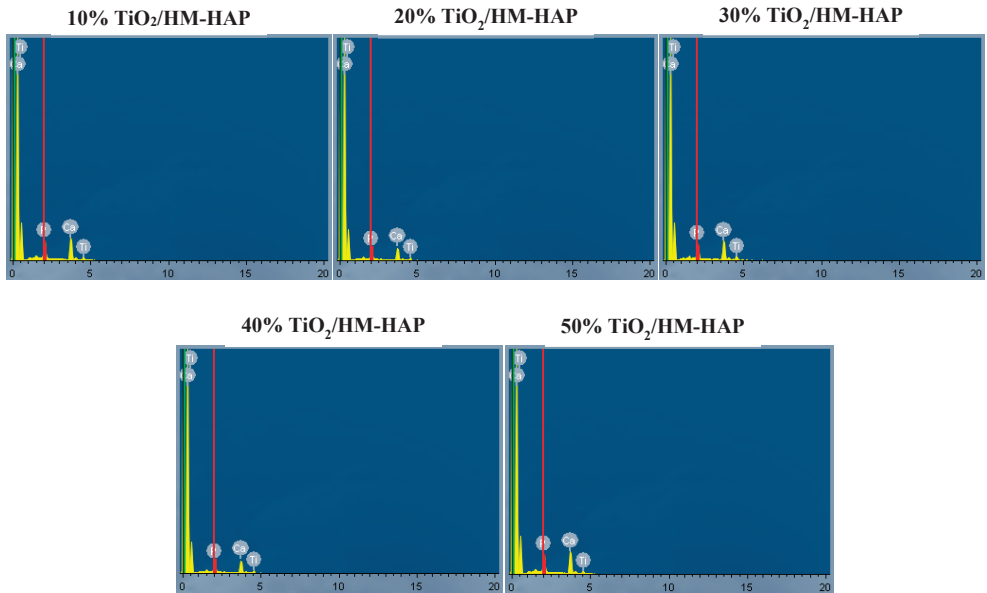 10% TiO₂/HM-HAP
20% TiO₂/HM-HAP
30% TiO₂/HM-HAP
Ti Ti Ti
Ca Ca Ca
P Ca Ti P Ca Ti P Ca Ti
0 5 10 15 20 0 5 10 15 20 0 5 10 15 20
40% TiO₂/HM-HAP
50% TiO₂/HM-HAP
Ti Ti
Ca Ca
P Ca Ti P Ca Ti
0 5 10 15 20 0 5 10 15 20